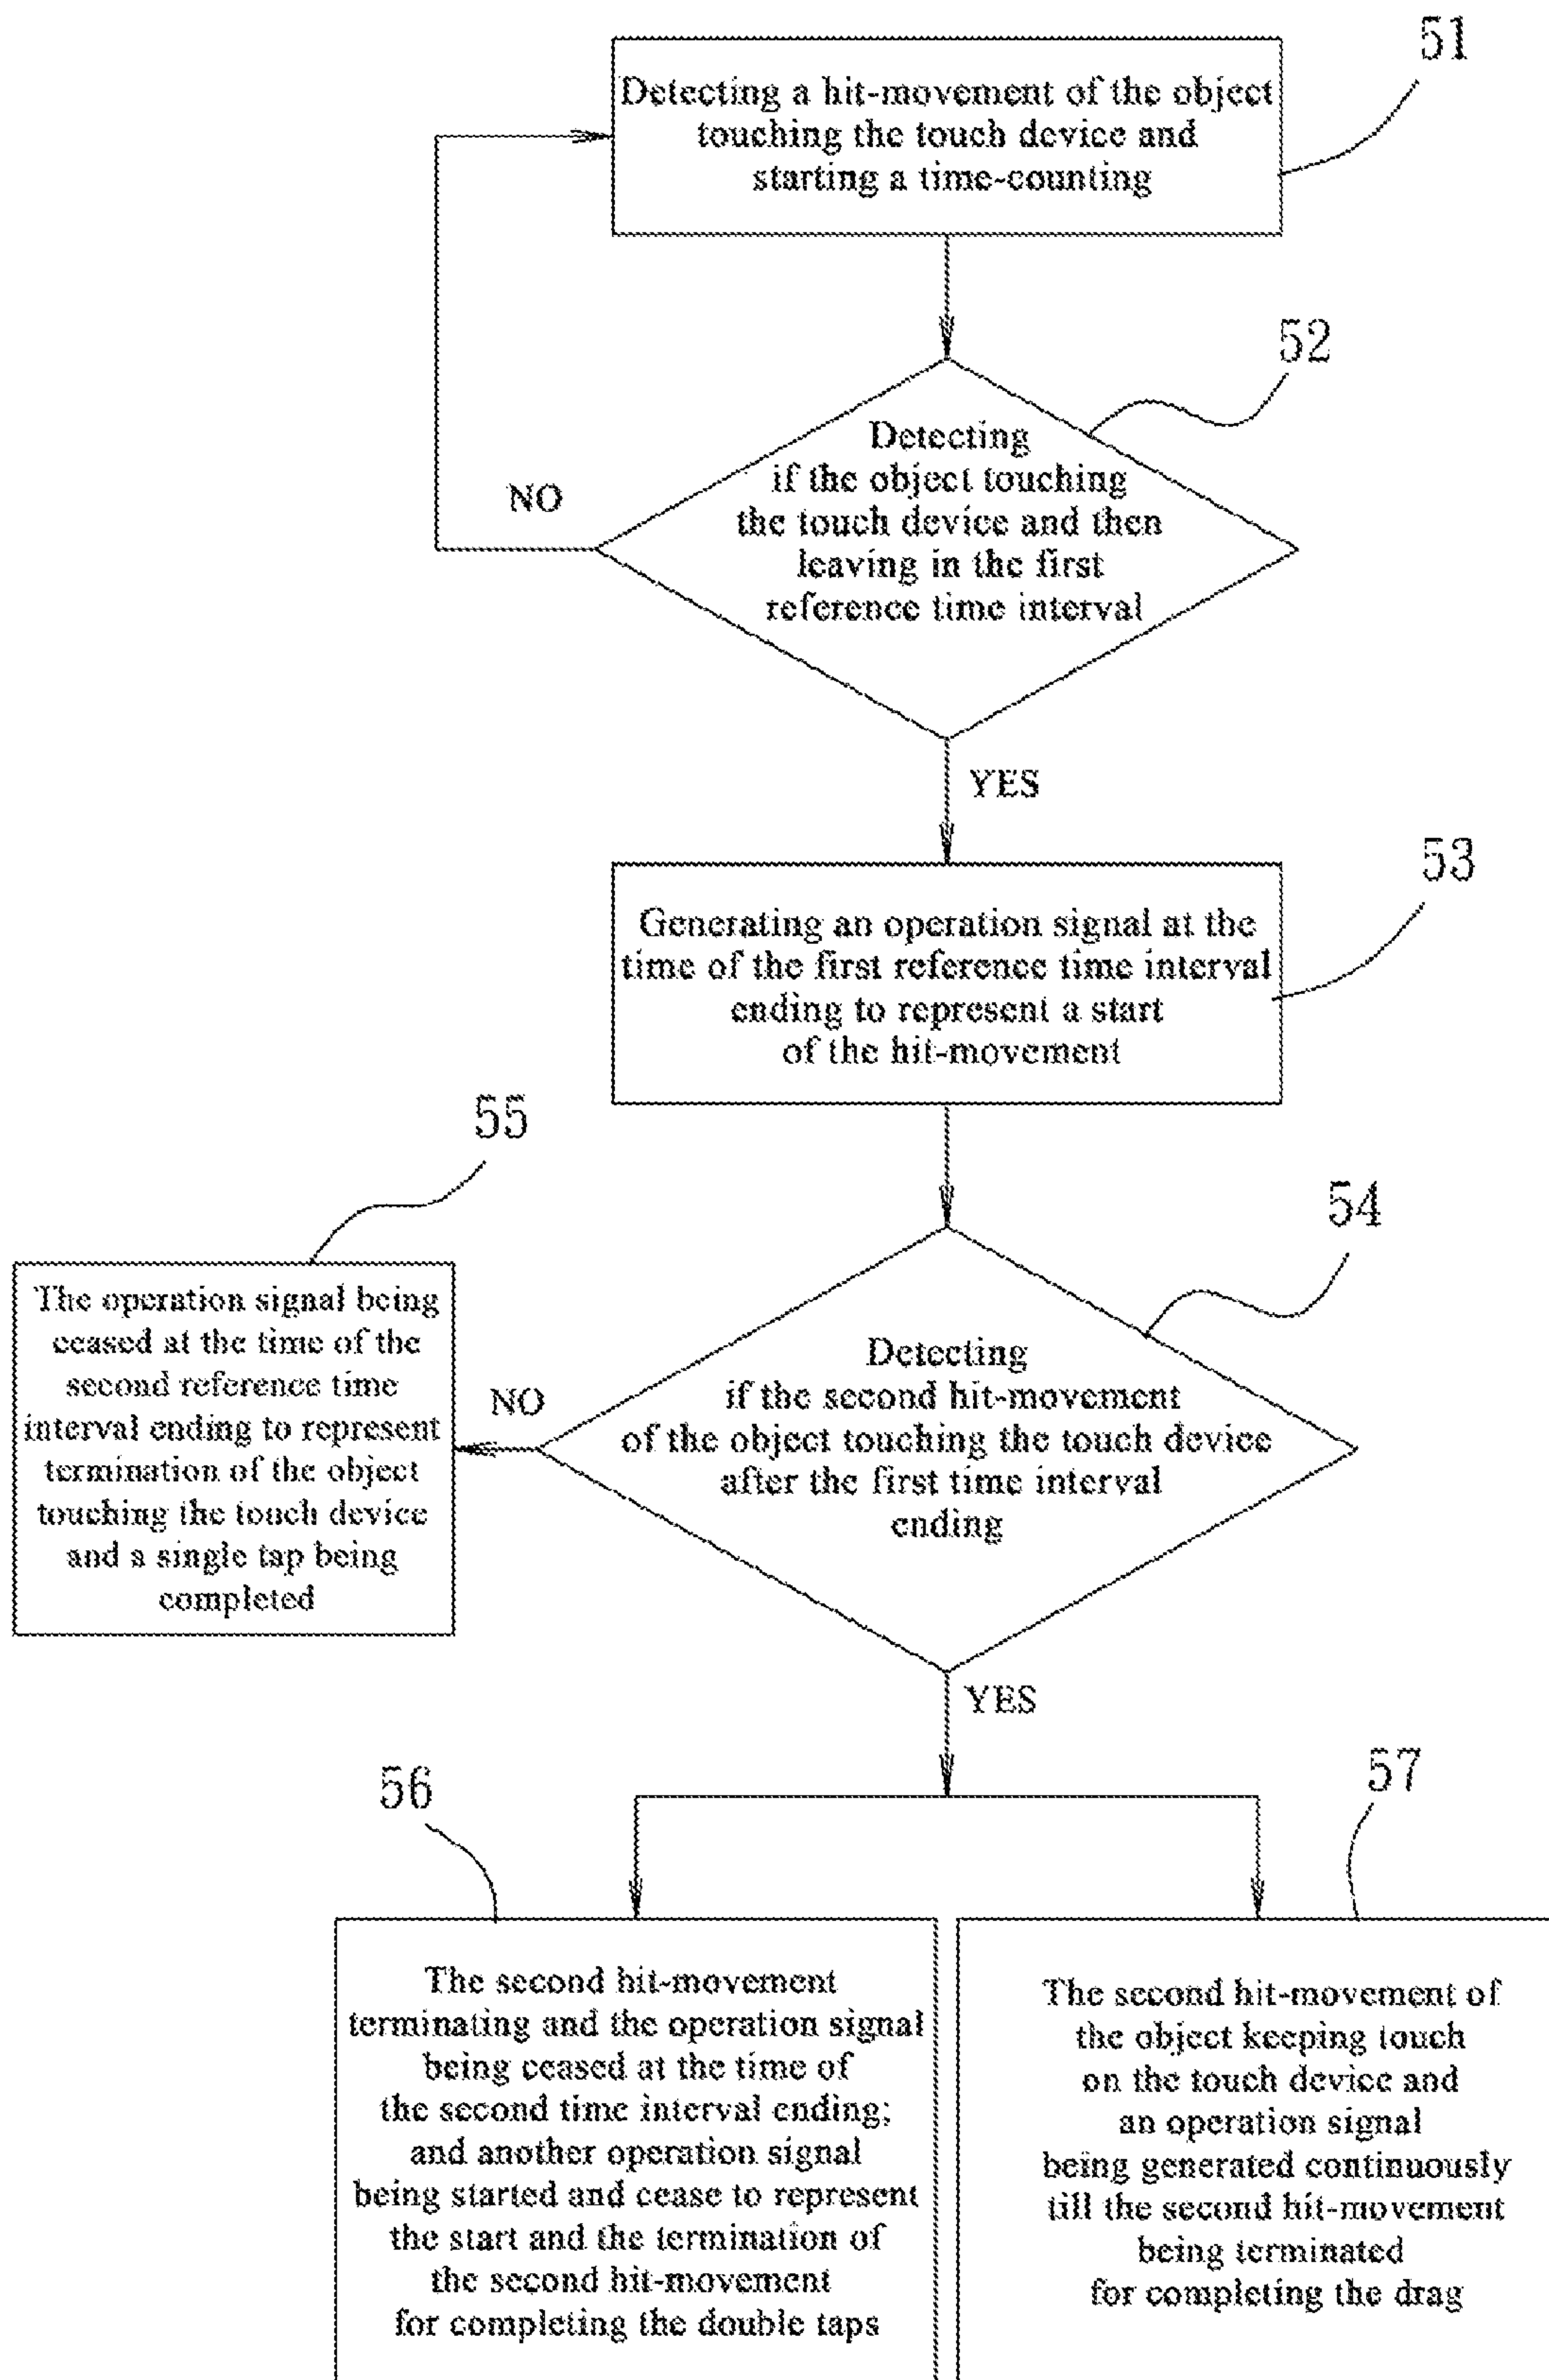 51
Detecting a hit-movement of the object
touching the touch device and
starting a time-counting
52
Detecting
if the object touching
the touch device and then
leaving in the first
reference time interval
NO
YES
53
Generating an operation signal at the
time of the first reference time interval
ending to represent a start
of the hit-movement
54
Detecting
if the second hit-movement
of the object touching the touch device
after the first time interval
ending
NO
55
The operation signal being
ceased at the time of the
second reference time
interval ending to represent
termination of the object
touching the touch device
and a single tap being
completed
YES
56
The second hit-movement
terminating and the operation signal
being ceased at the time of
the second time interval ending;
and another operation signal
being started and cease to represent
the start and the termination of
the second hit-movement
for completing the double taps
57
The second hit-movement of
the object keeping touch
on the touch device and
an operation signal
being generated continuously
till the second hit-movement
being terminated
for completing the drag